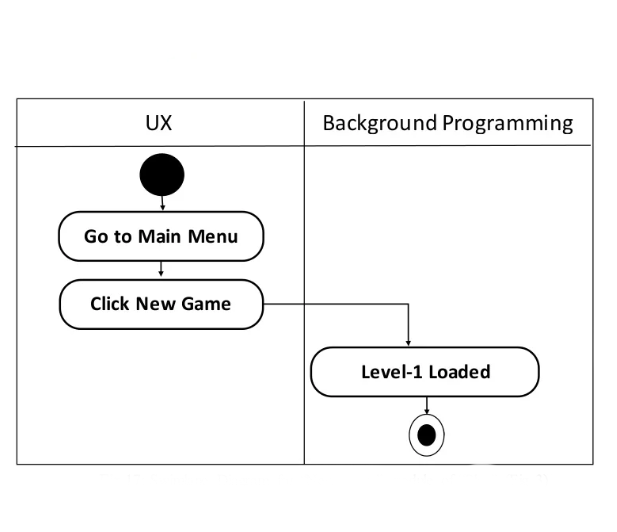 UX
Background Programming
Go to Main Menu
Click New Game
Level-1 Loaded